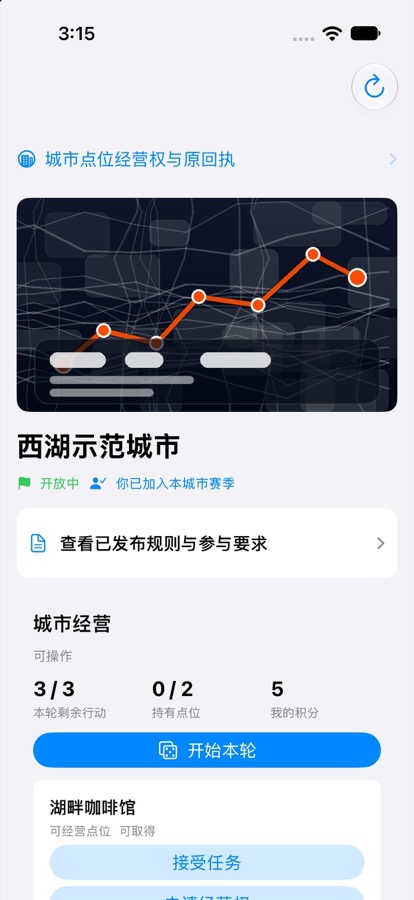 3:15
城市点位经营权与原回执
西湖示范城市
开放中 你已加入本城市赛季
查看已发布规则与参与要求
城市经营
可操作
3/3 0/2 5
本轮剩余行动 持有点位 我的积分
开始本轮
湖畔咖啡馆
可经营点位 可取得
接受任务